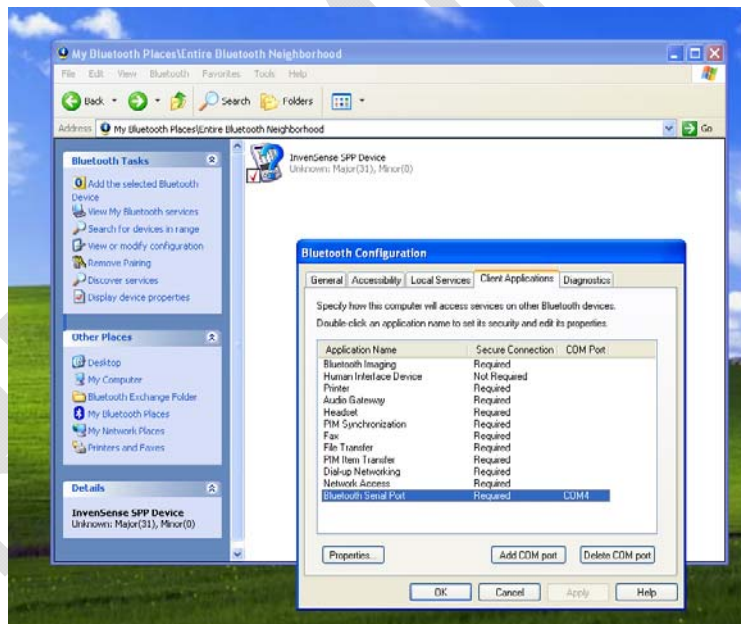 My Bluetooth Places\Entire Bluetooth Neighborhood
File Edit View Bluetooth Favorites Tools Help
Back Search Folders
Address My Bluetooth Places\Entire Bluetooth Neighborhood Go
Bluetooth Tasks
Add the selected Bluetooth
Device
View My Bluetooth services
Search for devices in range
View or modify configuration
Remove Pairing
Discover services
Display device properties
Other Places
Desktop
My Computer
Bluetooth Exchange Folder
My Bluetooth Places
My Network Places
Printers and Faxes
Details
InvenSense SPP Device
Unknown: Major(31), Minor(0)
InvenSense SPP Device
Unknown: Major(31), Minor(0)
Bluetooth Configuration
General Accessibility Local Services Client Applications Diagnostics
Specify how this computer will access services on other Bluetooth devices.
Double-click an application name to set its security and edit its properties.
Application Name Secure Connection COM Port
Bluetooth Imaging Required
Human Interface Device Not Required
Printer Required
Audio Gateway Required
Headset Required
PIM Synchronization Required
Fax Required
File Transfer Required
PIM Item Transfer Required
Dial-up Networking Required
Network Access Required
Bluetooth Serial Port Required COM4
Properties... Add COM port Delete COM port
OK Cancel Apply Help